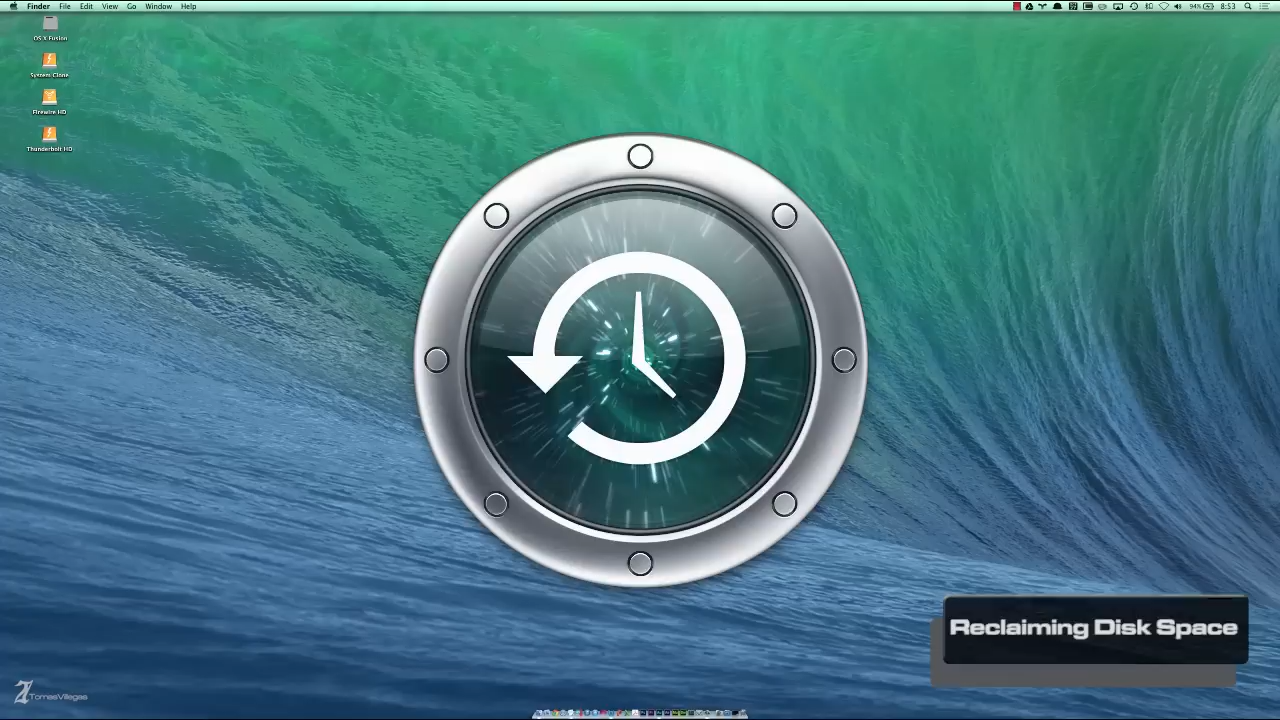 Finder File Edit View Go Window Help
94% 8:53
OS X Fusion
System Clone
Firewire HD
Thunderbolt HD
Reclaiming Disk Space
TomasVillegas